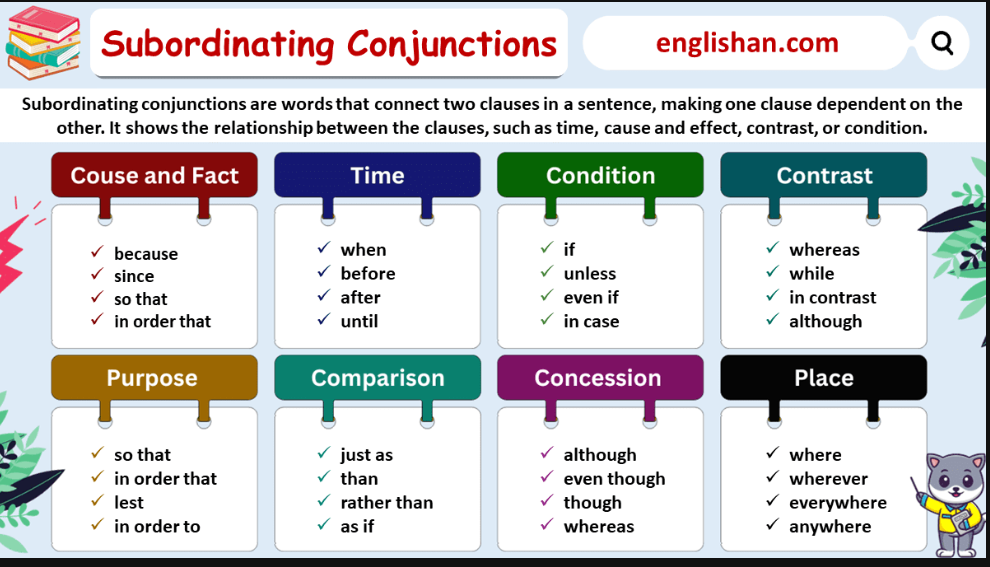 Subordinating Conjunctions
englishan.com
Subordinating conjunctions are words that connect two clauses in a sentence, making one clause dependent on the
other. It shows the relationship between the clauses, such as time, cause and effect, contrast, or condition.
Couse and Fact
because
since
so that
in order that
Time
when
before
after
until
Condition
if
unless
even if
in case
Contrast
whereas
while
in contrast
although
Purpose
so that
in order that
lest
in order to
Comparison
just as
than
rather than
as if
Concession
although
even though
though
whereas
Place
where
wherever
everywhere
anywhere